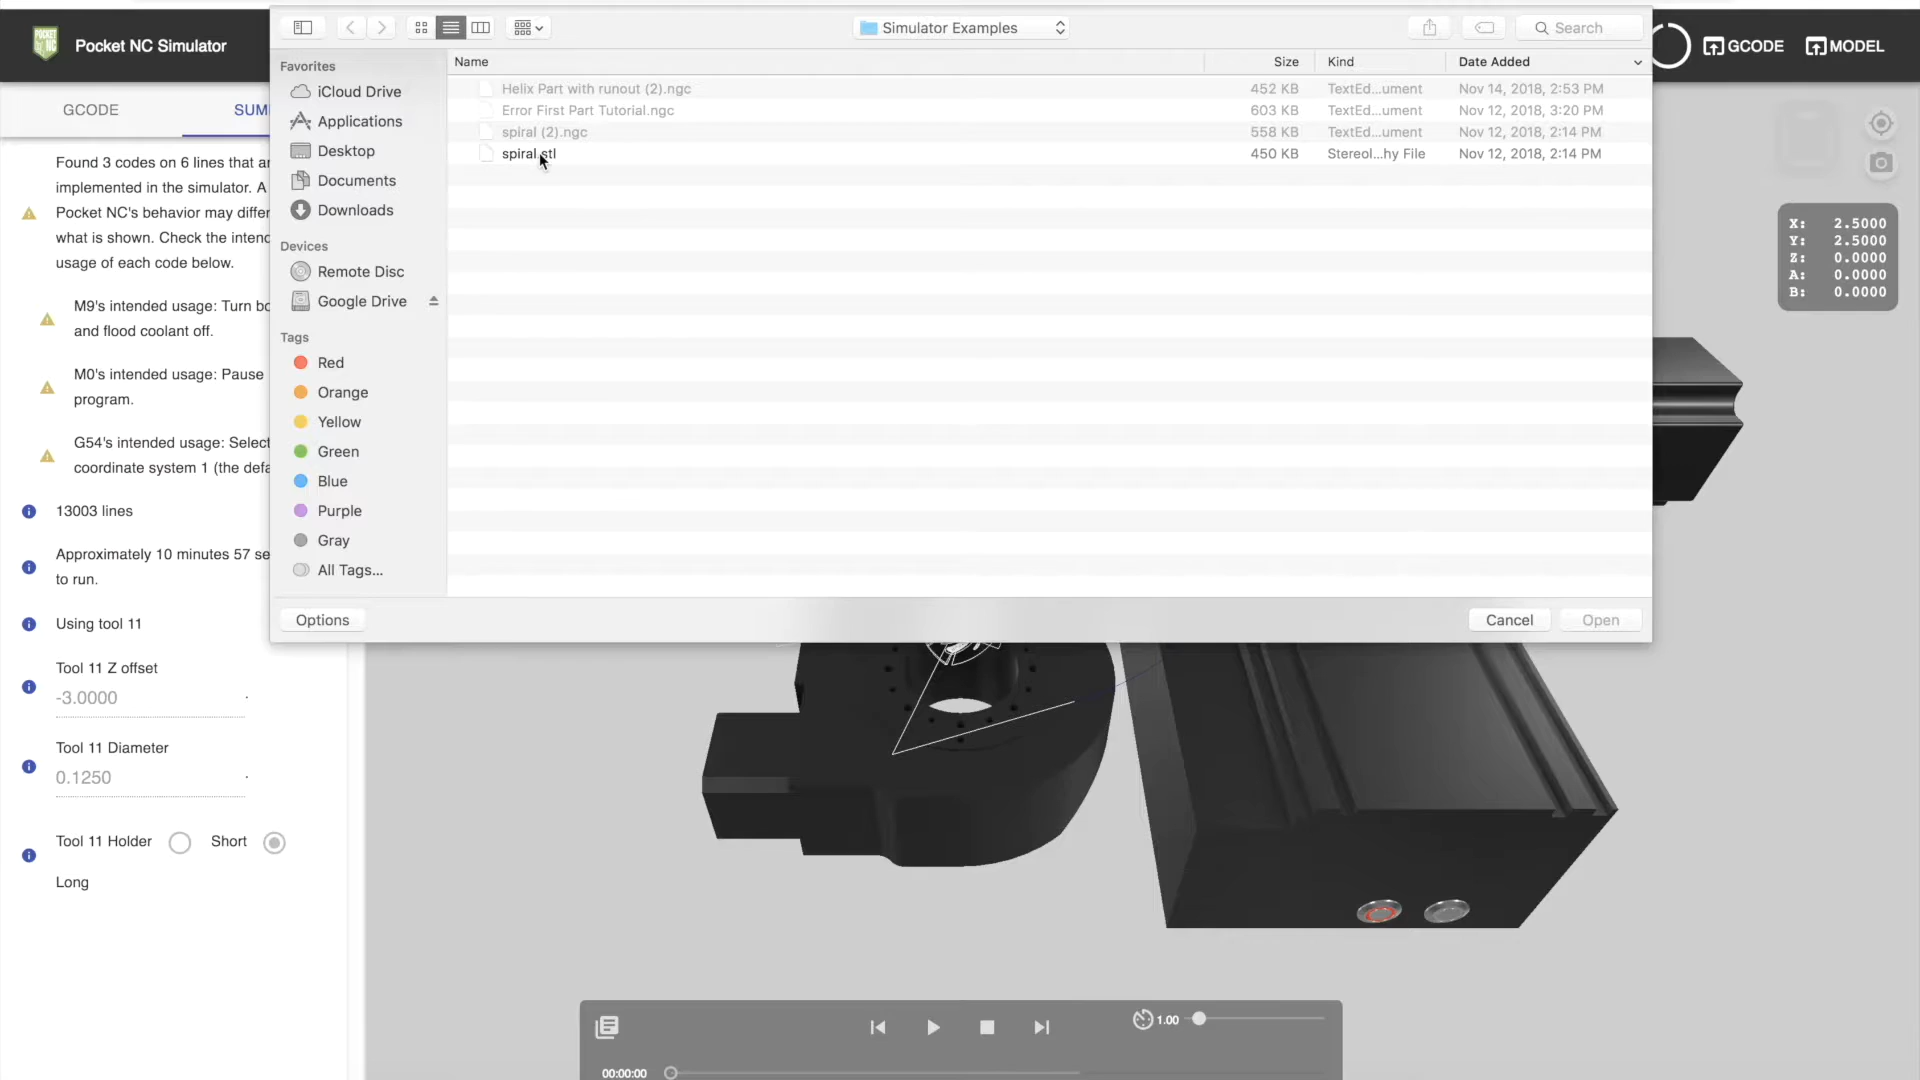 POCKET
NC
Pocket NC Simulator
Simulator Examples
Search
GCODE
MODEL
GCODE
SUM
Favorites
iCloud Drive
Applications
Desktop
Documents
Downloads
Devices
Remote Disc
Google Drive
Tags
Red
Orange
Yellow
Green
Blue
Purple
Gray
All Tags...
Name Size Kind Date Added
Helix Part with runout (2).ngc 452 KB TextEd...ument Nov 14, 2018, 2:53 PM
Error First Part Tutorial.ngc 603 KB TextEd...ument Nov 12, 2018, 3:20 PM
spiral (2).ngc 558 KB TextEd...ument Nov 12, 2018, 2:14 PM
spiral.stl 450 KB Stereol...hy File Nov 12, 2018, 2:14 PM
Options
Cancel
Open
Found 3 codes on 6 lines that ar
implemented in the simulator. A
Pocket NC's behavior may differ
what is shown. Check the intend
usage of each code below.
M9's intended usage: Turn bo
and flood coolant off.
M0's intended usage: Pause
program.
G54's intended usage: Select
coordinate system 1 (the defa
13003 lines
Approximately 10 minutes 57 se
to run.
Using tool 11
Tool 11 Z offset
-3.0000
Tool 11 Diameter
0.1250
Tool 11 Holder Short
Long
X: 2.5000
Y: 2.5000
Z: 0.0000
A: 0.0000
B: 0.0000
1.00
00:00:00